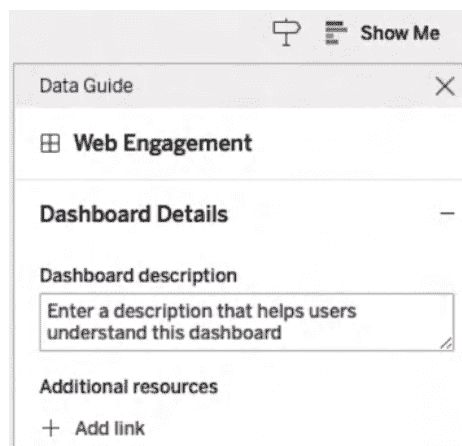 Show Me
Data Guide
Web Engagement
Dashboard Details
Dashboard description
Enter a description that helps users
understand this dashboard
Additional resources
Add link